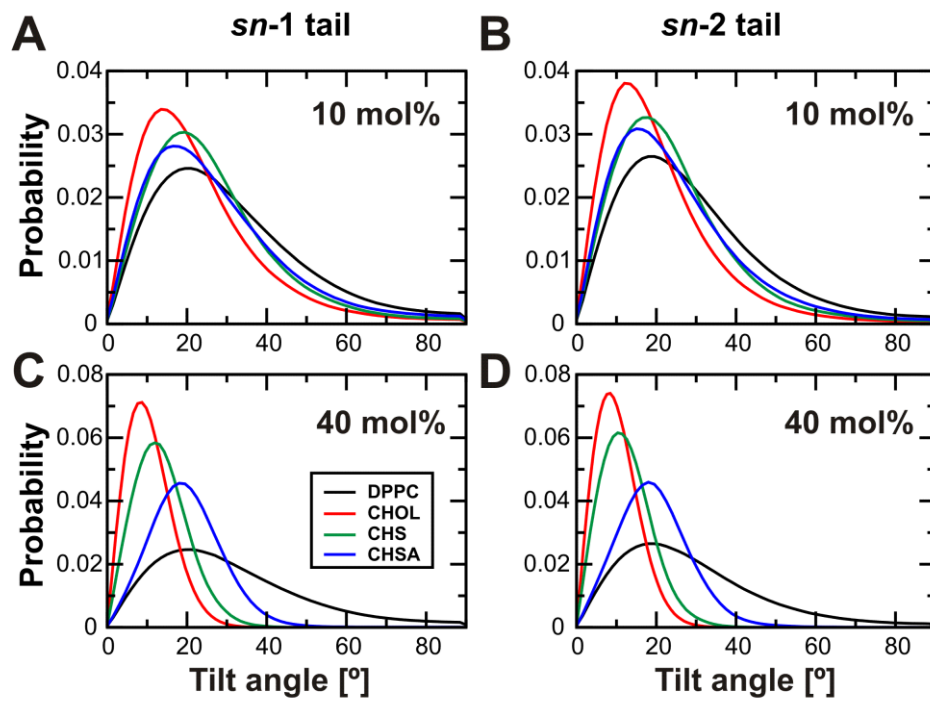 A
sn-1 tail
B
sn-2 tail
Probability
0.04
0.03
0.02
0.01
0
10 mol%
0 20 40 60 80
0.04
0.03
0.02
0.01
0
10 mol%
0 20 40 60 80
C
D
Probability
0.08
0.06
0.04
0.02
0
40 mol%
DPPC
CHOL
CHS
CHSA
0 20 40 60 80
Tilt angle [º]
0.08
0.06
0.04
0.02
0
40 mol%
0 20 40 60 80
Tilt angle [º]